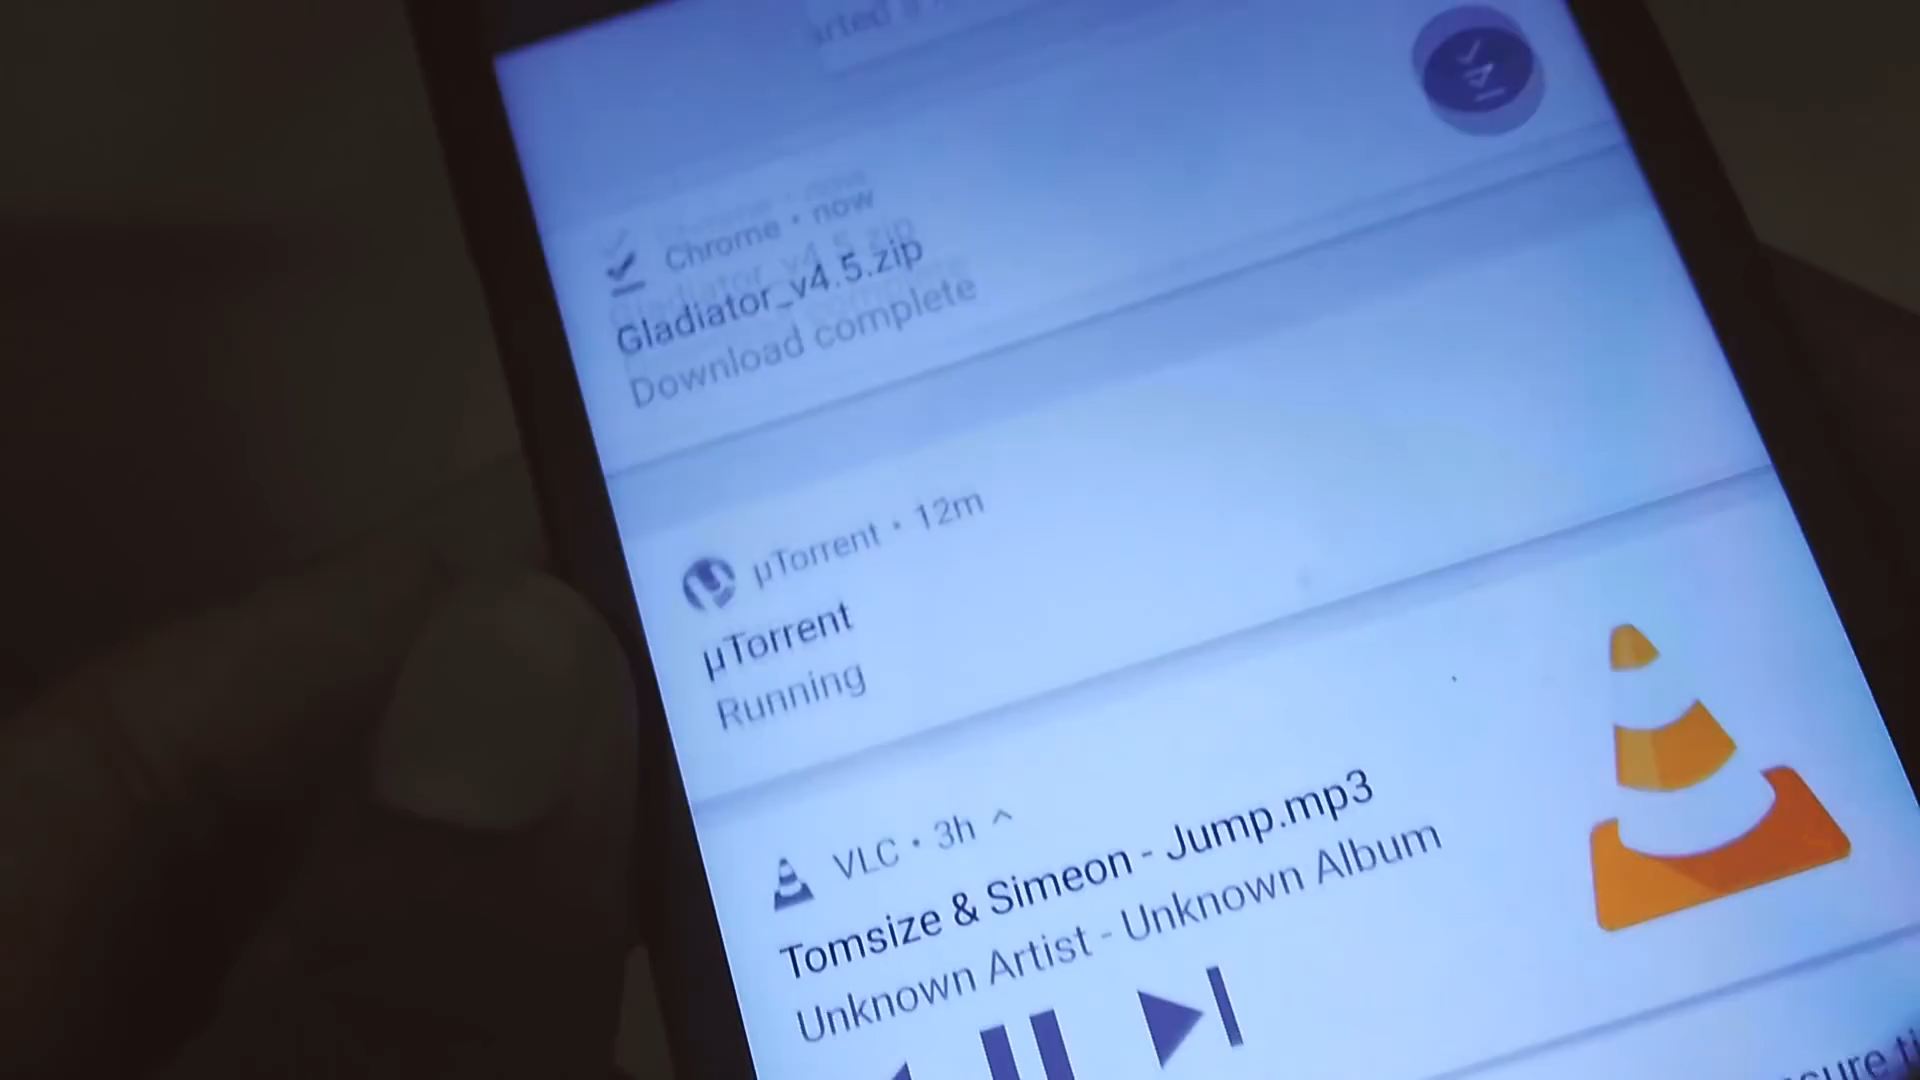 Chrome • now
Gladiator_v4.5.zip
Download complete
µTorrent • 12m
µTorrent
Running
VLC • 3h ^
Tomsize & Simeon - Jump.mp3
Unknown Artist - Unknown Album